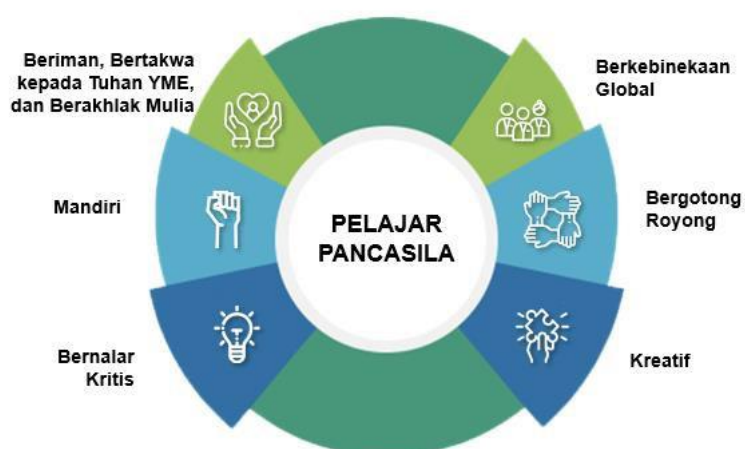 Beriman, Bertakwa
kepada Tuhan YME,
dan Berakhlak Mulia
Berkebinekaan
Global
Mandiri
PELAJAR
PANCASILA
Bergotong
Royong
Bernalar
Kritis
Kreatif